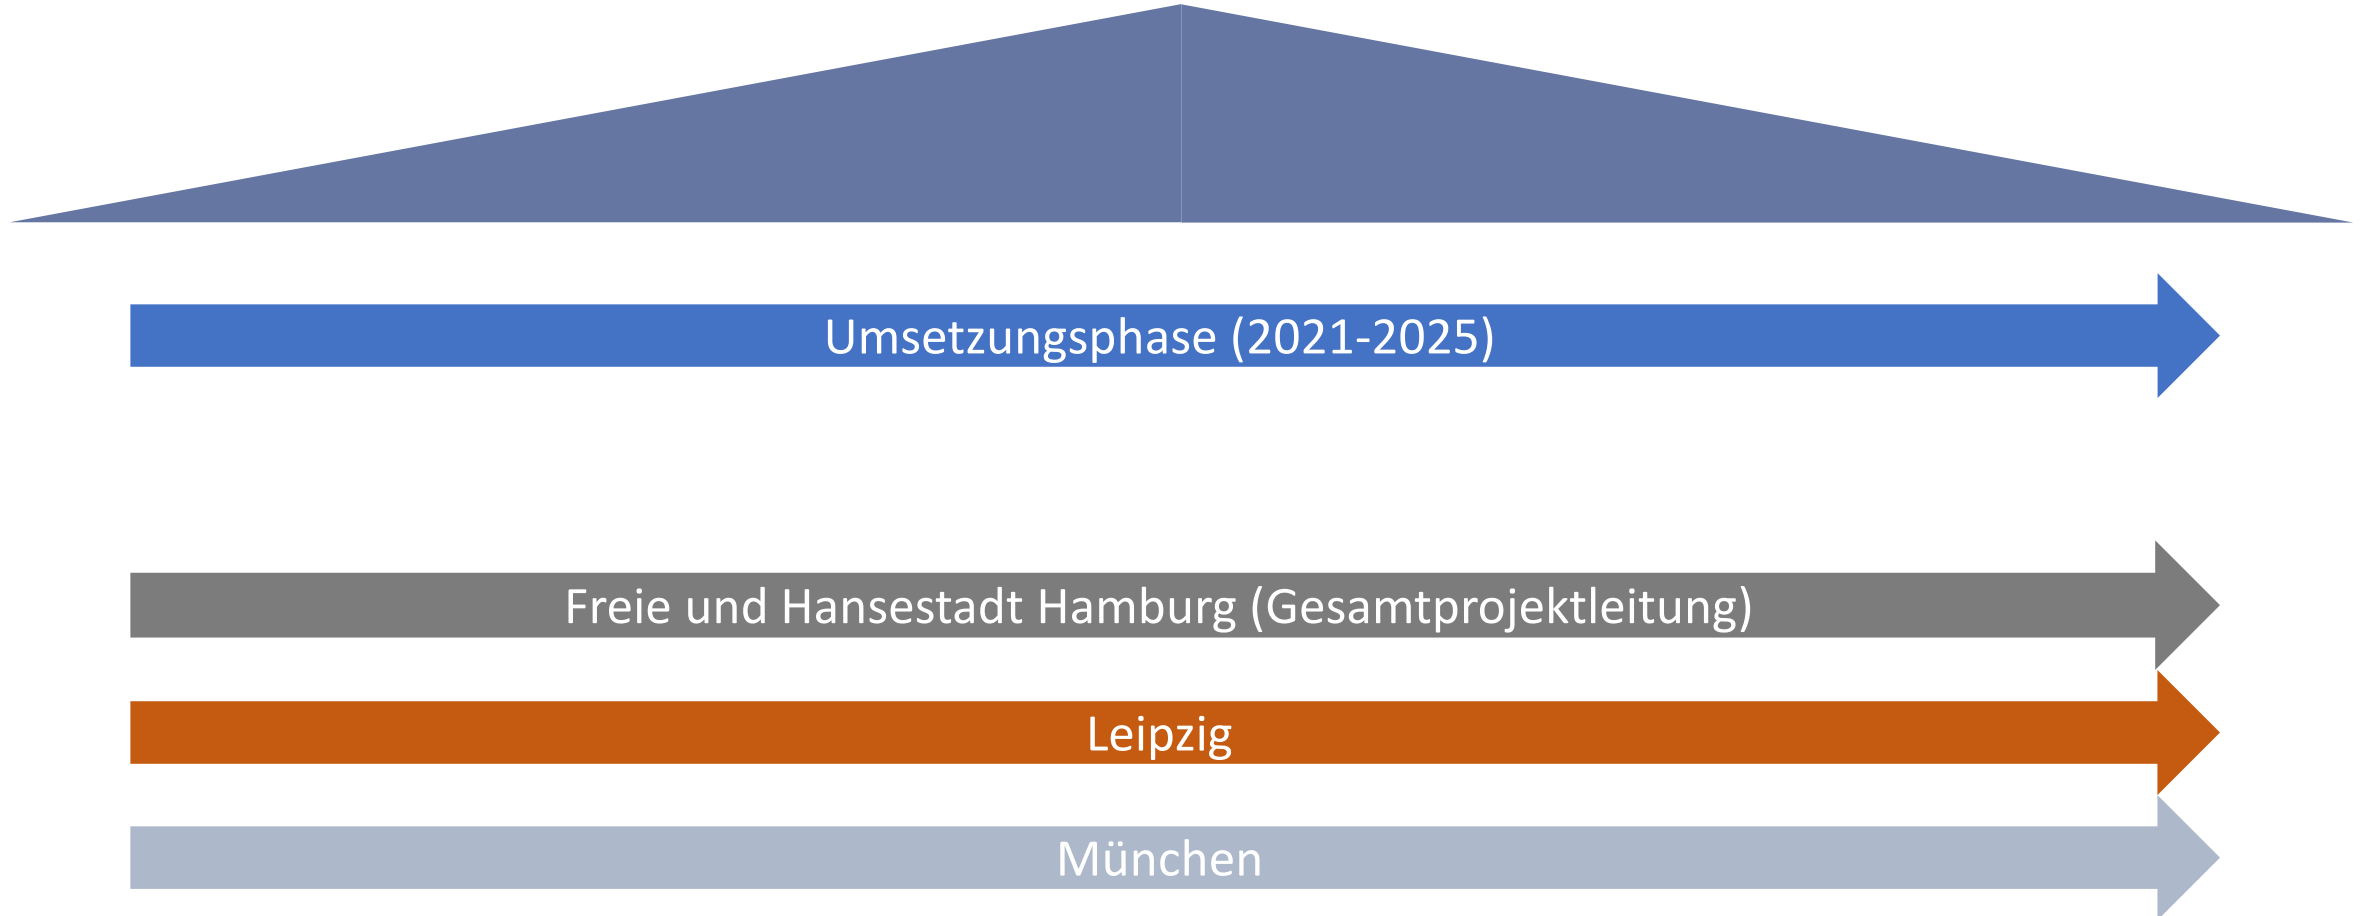 Umsetzungsphase (2021-2025)
Freie und Hansestadt Hamburg (Gesamtprojektleitung)
Leipzig
München